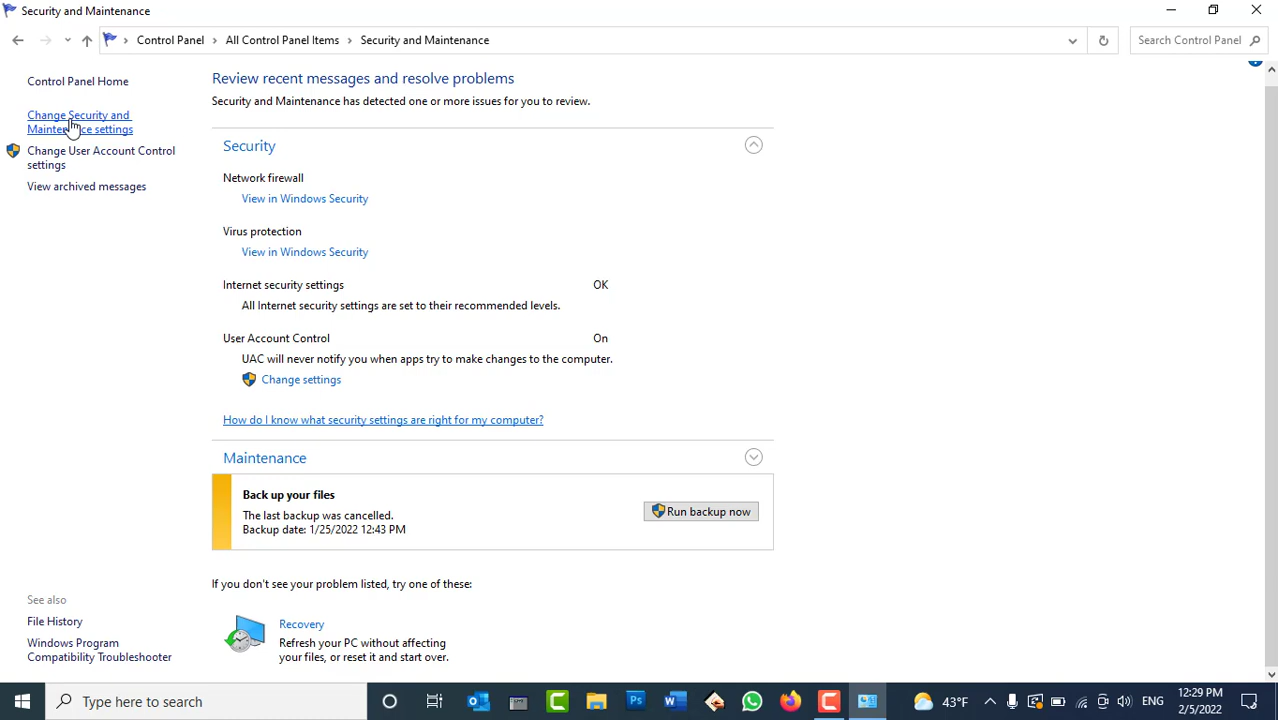 Security and Maintenance
Control Panel > All Control Panel Items > Security and Maintenance
Search Control Panel
Control Panel Home
Change Security and
Maintenance settings
Change User Account Control
settings
View archived messages
Review recent messages and resolve problems
Security and Maintenance has detected one or more issues for you to review.
Security
Network firewall
View in Windows Security
Virus protection
View in Windows Security
Internet security settings OK
All Internet security settings are set to their recommended levels.
User Account Control On
UAC will never notify you when apps try to make changes to the computer.
Change settings
How do I know what security settings are right for my computer?
Maintenance
Back up your files
The last backup was cancelled.
Backup date: 1/25/2022 12:43 PM
Run backup now
If you don't see your problem listed, try one of these:
Recovery
Refresh your PC without affecting
your files, or reset it and start over.
See also
File History
Windows Program
Compatibility Troubleshooter
Type here to search
Ps
W
43°F
ENG
12:29 PM
2/5/2022